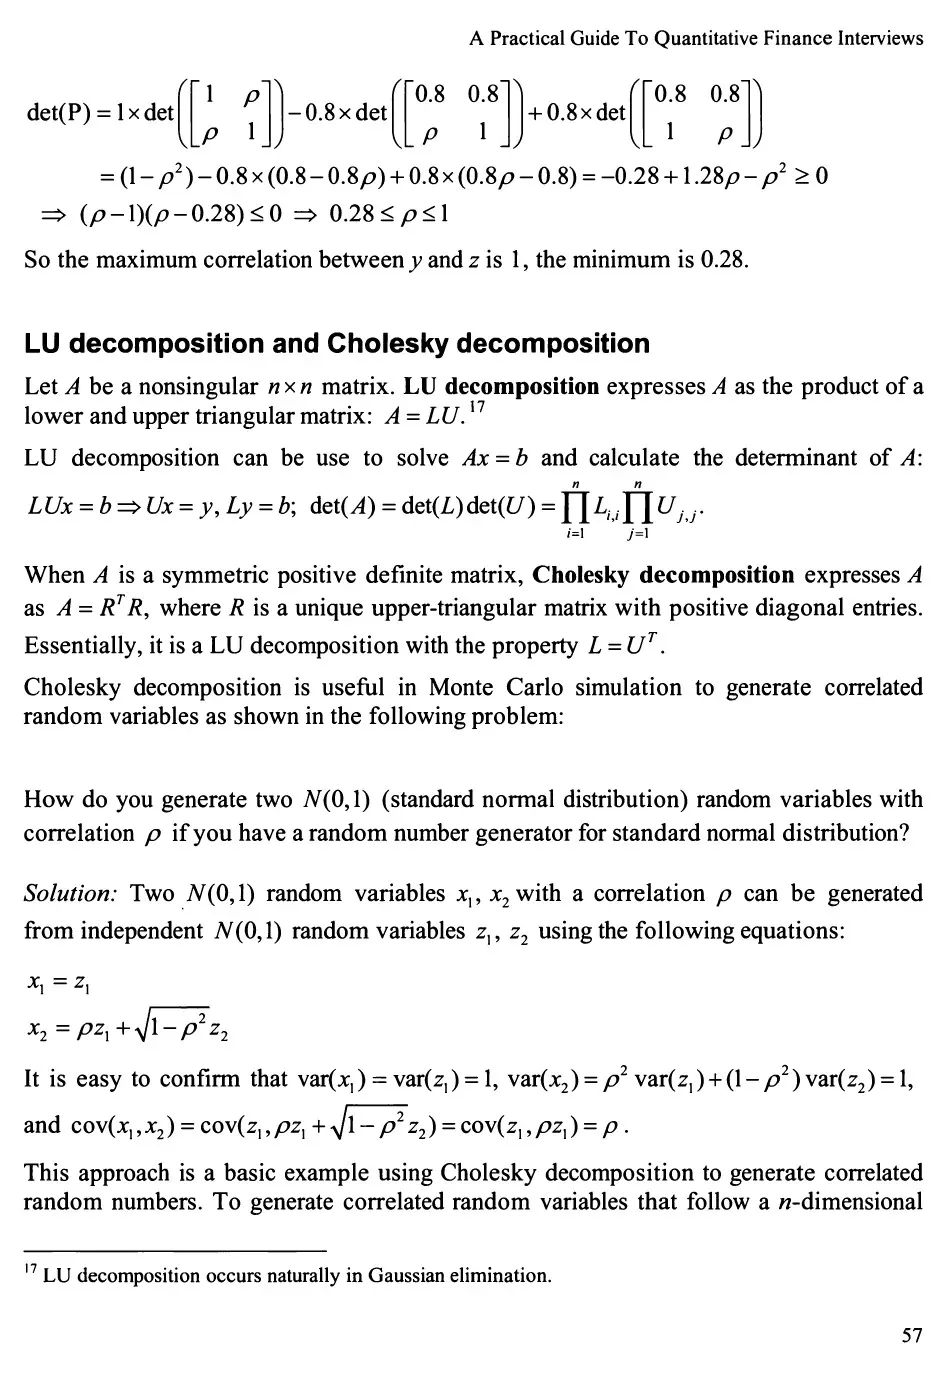 A Practical Guide To Quantitative Finance Interviews
det(P) = 1×det([1 ρ; ρ 1]) − 0.8×det([0.8 0.8; ρ 1]) + 0.8×det([0.8 0.8; 1 ρ])
= (1−ρ²) − 0.8×(0.8−0.8ρ) + 0.8×(0.8ρ−0.8) = −0.28+1.28ρ−ρ² ≥ 0
⇒ (ρ−1)(ρ−0.28) ≤ 0 ⇒ 0.28 ≤ ρ ≤ 1
So the maximum correlation between y and z is 1, the minimum is 0.28.
LU decomposition and Cholesky decomposition
Let A be a nonsingular n×n matrix. LU decomposition expresses A as the product of a
lower and upper triangular matrix: A = LU.¹⁷
LU decomposition can be use to solve Ax = b and calculate the determinant of A:
LUx = b ⇒ Ux = y, Ly = b; det(A) = det(L)det(U) = ∏_{i=1}^{n} L_{i,i} ∏_{j=1}^{n} U_{j,j}.
When A is a symmetric positive definite matrix, Cholesky decomposition expresses A
as A = RᵀR, where R is a unique upper-triangular matrix with positive diagonal entries.
Essentially, it is a LU decomposition with the property L = Uᵀ.
Cholesky decomposition is useful in Monte Carlo simulation to generate correlated
random variables as shown in the following problem:
How do you generate two N(0,1) (standard normal distribution) random variables with
correlation ρ if you have a random number generator for standard normal distribution?
Solution: Two N(0,1) random variables x₁, x₂ with a correlation ρ can be generated
from independent N(0,1) random variables z₁, z₂ using the following equations:
x₁ = z₁
x₂ = ρz₁ + √(1−ρ²) z₂
It is easy to confirm that var(x₁) = var(z₁) = 1, var(x₂) = ρ² var(z₁) + (1−ρ²) var(z₂) = 1,
and cov(x₁,x₂) = cov(z₁, ρz₁ + √(1−ρ²) z₂) = cov(z₁, ρz₁) = ρ.
This approach is a basic example using Cholesky decomposition to generate correlated
random numbers. To generate correlated random variables that follow a n-dimensional
¹⁷ LU decomposition occurs naturally in Gaussian elimination.
57